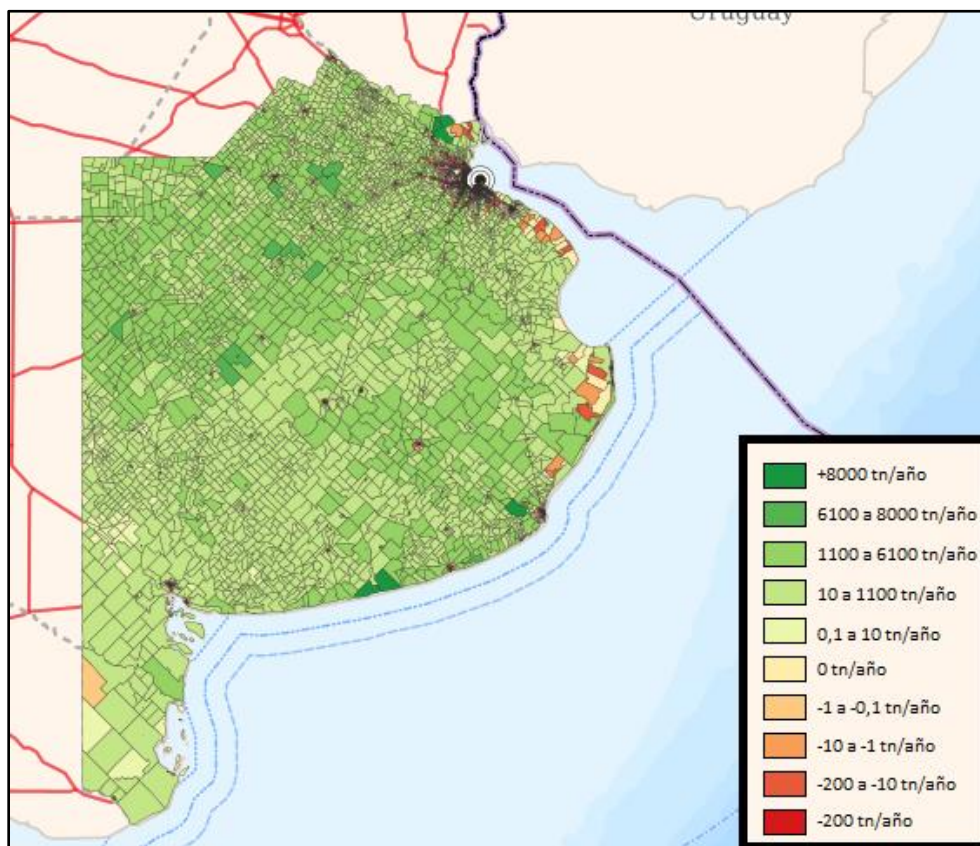 Uruguay
+8000 tn/año
6100 a 8000 tn/año
1100 a 6100 tn/año
10 a 1100 tn/año
0,1 a 10 tn/año
0 tn/año
-1 a -0,1 tn/año
-10 a -1 tn/año
-200 a -10 tn/año
-200 tn/año